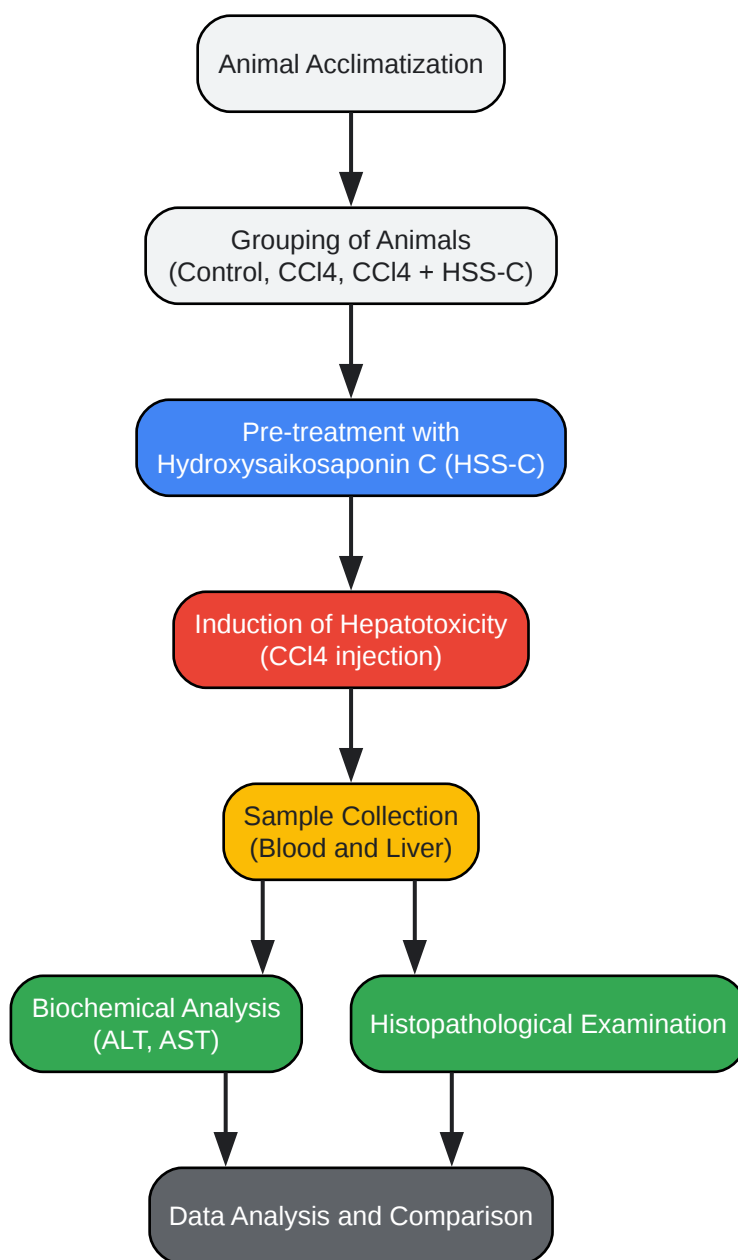 Animal Acclimatization
Grouping of Animals
(Control, CCl4, CCl4 + HSS-C)
Pre-treatment with
Hydroxysaikosaponin C (HSS-C)
Induction of Hepatotoxicity
(CCl4 injection)
Sample Collection
(Blood and Liver)
Biochemical Analysis
(ALT, AST)
Histopathological Examination
Data Analysis and Comparison